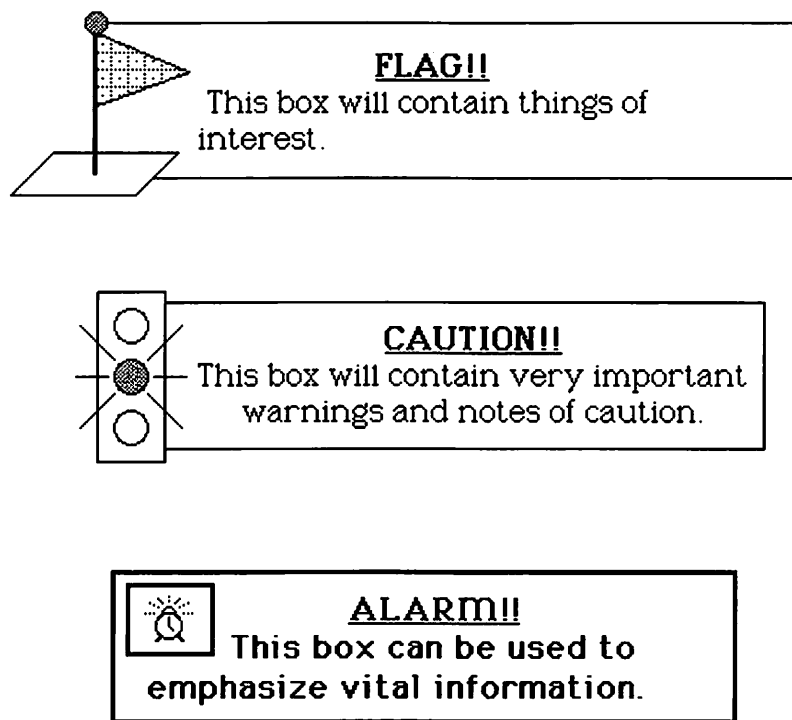 FLAG!!
This box will contain things of
interest.
CAUTION!!
This box will contain very important
warnings and notes of caution.
ALARM!!
This box can be used to
emphasize vital information.